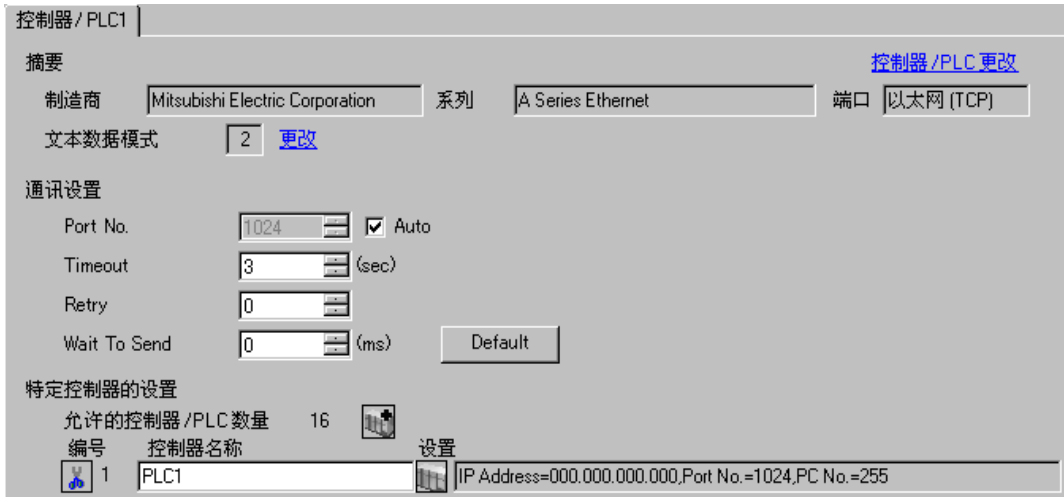 控制器/PLC1
摘要 控制器/PLC更改
制造商 Mitsubishi Electric Corporation 系列 A Series Ethernet 端口 以太网 (TCP)
文本数据模式 2 更改
通讯设置
Port No. 1024 Auto
Timeout 3 (sec)
Retry 0
Wait To Send 0 (ms) Default
特定控制器的设置
允许的控制器/PLC数量 16
编号 控制器名称 设置
1 PLC1 IP Address=000.000.000.000,Port No.=1024,PC No.=255